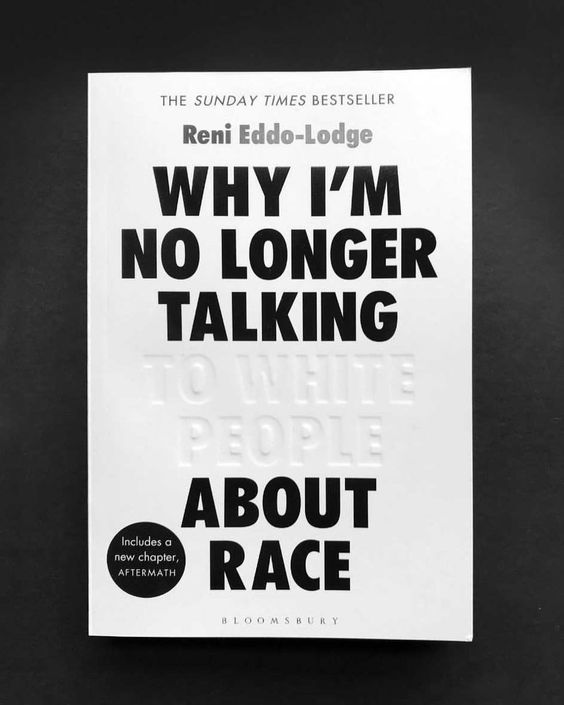 THE SUNDAY TIMES BESTSELLER
Reni Eddo-Lodge
WHY I'M
NO LONGER
TALKING
TO WHITE
PEOPLE
ABOUT
RACE
Includes a
new chapter,
AFTERMATH
BLOOMSBURY